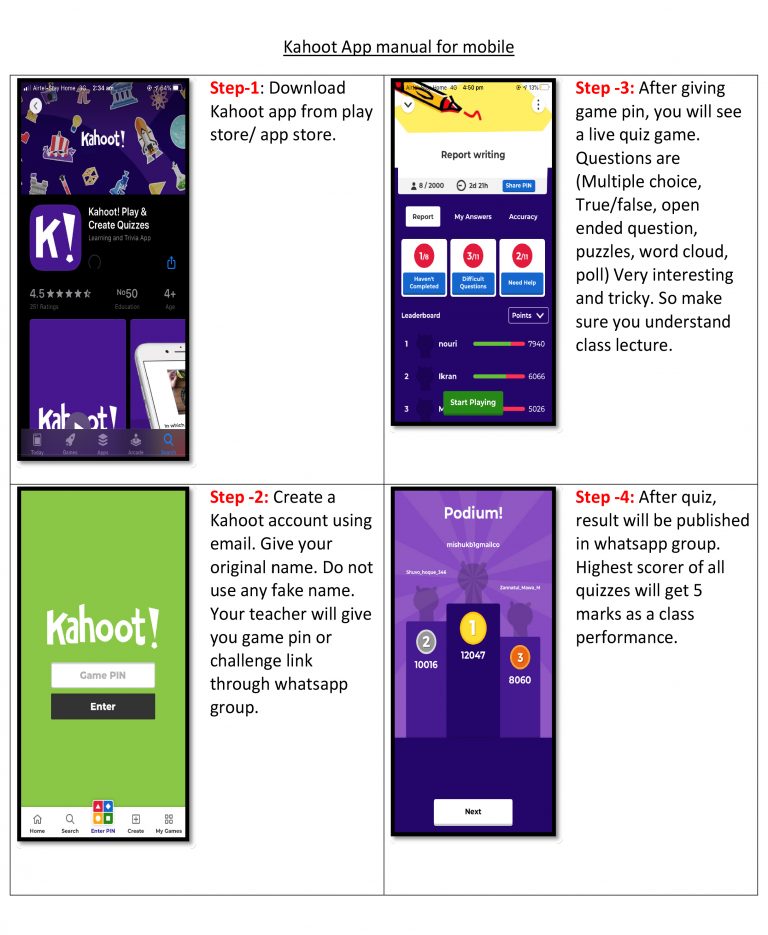 Kahoot App manual for mobile
Airtel-Stay Home 4G 2:34 am 64%
Kahoot!
K!
Kahoot! Play &
Create Quizzes
Learning and Trivia App
4.5 No50 4+
251 Ratings Education Age
Kahoot!
in which
Today Games Apps Arcade Search
Step-1: Download
Kahoot app from play
store/ app store.
Airtel-Stay Home 4G 4:50 pm 13%
Report writing
8 / 2000 2d 21h Share PIN
Report My Answers Accuracy
1/8 3/11 2/11
Haven't
Completed
Difficult
Questions
Need Help
Leaderboard Points
1 nouri 7940
2 Ikran 6066
3 M 5026
Start Playing
Step -3: After giving
game pin, you will see
a live quiz game.
Questions are
(Multiple choice,
True/false, open
ended question,
puzzles, word cloud,
poll) Very interesting
and tricky. So make
sure you understand
class lecture.
Kahoot!
Game PIN
Enter
Home Search Enter PIN Create My Games
Step -2: Create a
Kahoot account using
email. Give your
original name. Do not
use any fake name.
Your teacher will give
you game pin or
challenge link
through whatsapp
group.
Podium!
mishukb1gmailco
Shuvo_hoque_346
Zannatul_Mawa_M
1
2
12047
10016
3
8060
Next
Step -4: After quiz,
result will be published
in whatsapp group.
Highest scorer of all
quizzes will get 5
marks as a class
performance.